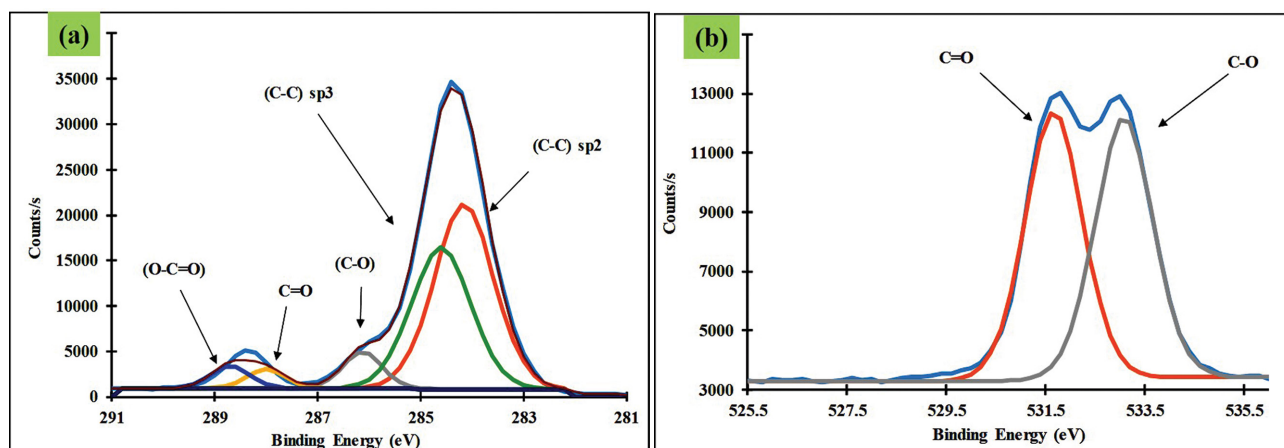 (a)
35000
30000
25000
20000
15000
10000
5000
0
Counts/s
(C-C) sp3
(C-C) sp2
(C-O)
(O-C=O)
C=O
291
289
287
285
283
281
Binding Energy (eV)
(b)
13000
11000
9000
7000
5000
3000
Counts/s
C=O
C-O
525.5
527.5
529.5
531.5
533.5
535.5
Binding Energy (eV)